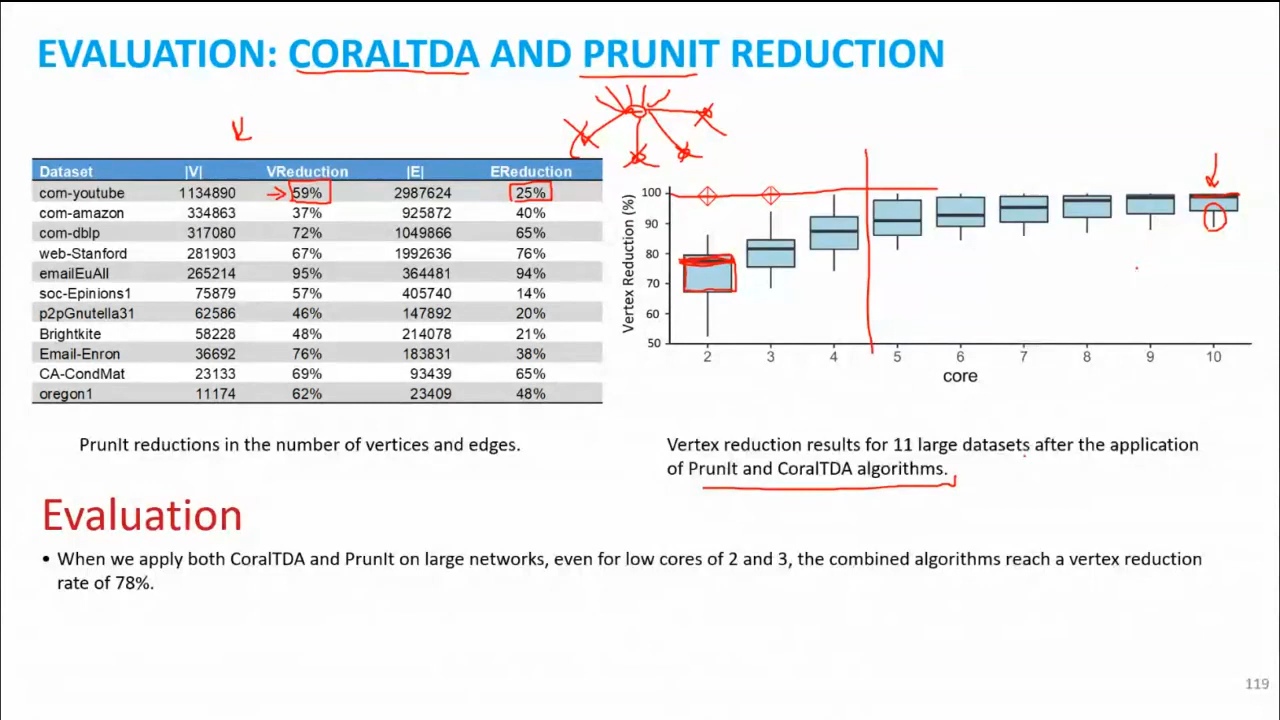 EVALUATION: CORALTDA AND PRUNIT REDUCTION
Dataset |V| VReduction |E| EReduction
com-youtube 1134890 59% 2987624 25%
com-amazon 334863 37% 925872 40%
com-dblp 317080 72% 1049866 65%
web-Stanford 281903 67% 1992636 76%
emailEuAll 265214 95% 364481 94%
soc-Epinions1 75879 57% 405740 14%
p2pGnutella31 62586 46% 147892 20%
Brightkite 58228 48% 214078 21%
Email-Enron 36692 76% 183831 38%
CA-CondMat 23133 69% 93439 65%
oregon1 11174 62% 23409 48%
PrunIt reductions in the number of vertices and edges.
Vertex Reduction (%)
100
90
80
70
60
50
2 3 4 5 6 7 8 9 10
core
Vertex reduction results for 11 large datasets after the application
of PrunIt and CoralTDA algorithms.
Evaluation
• When we apply both CoralTDA and PrunIt on large networks, even for low cores of 2 and 3, the combined algorithms reach a vertex reduction
rate of 78%.
119